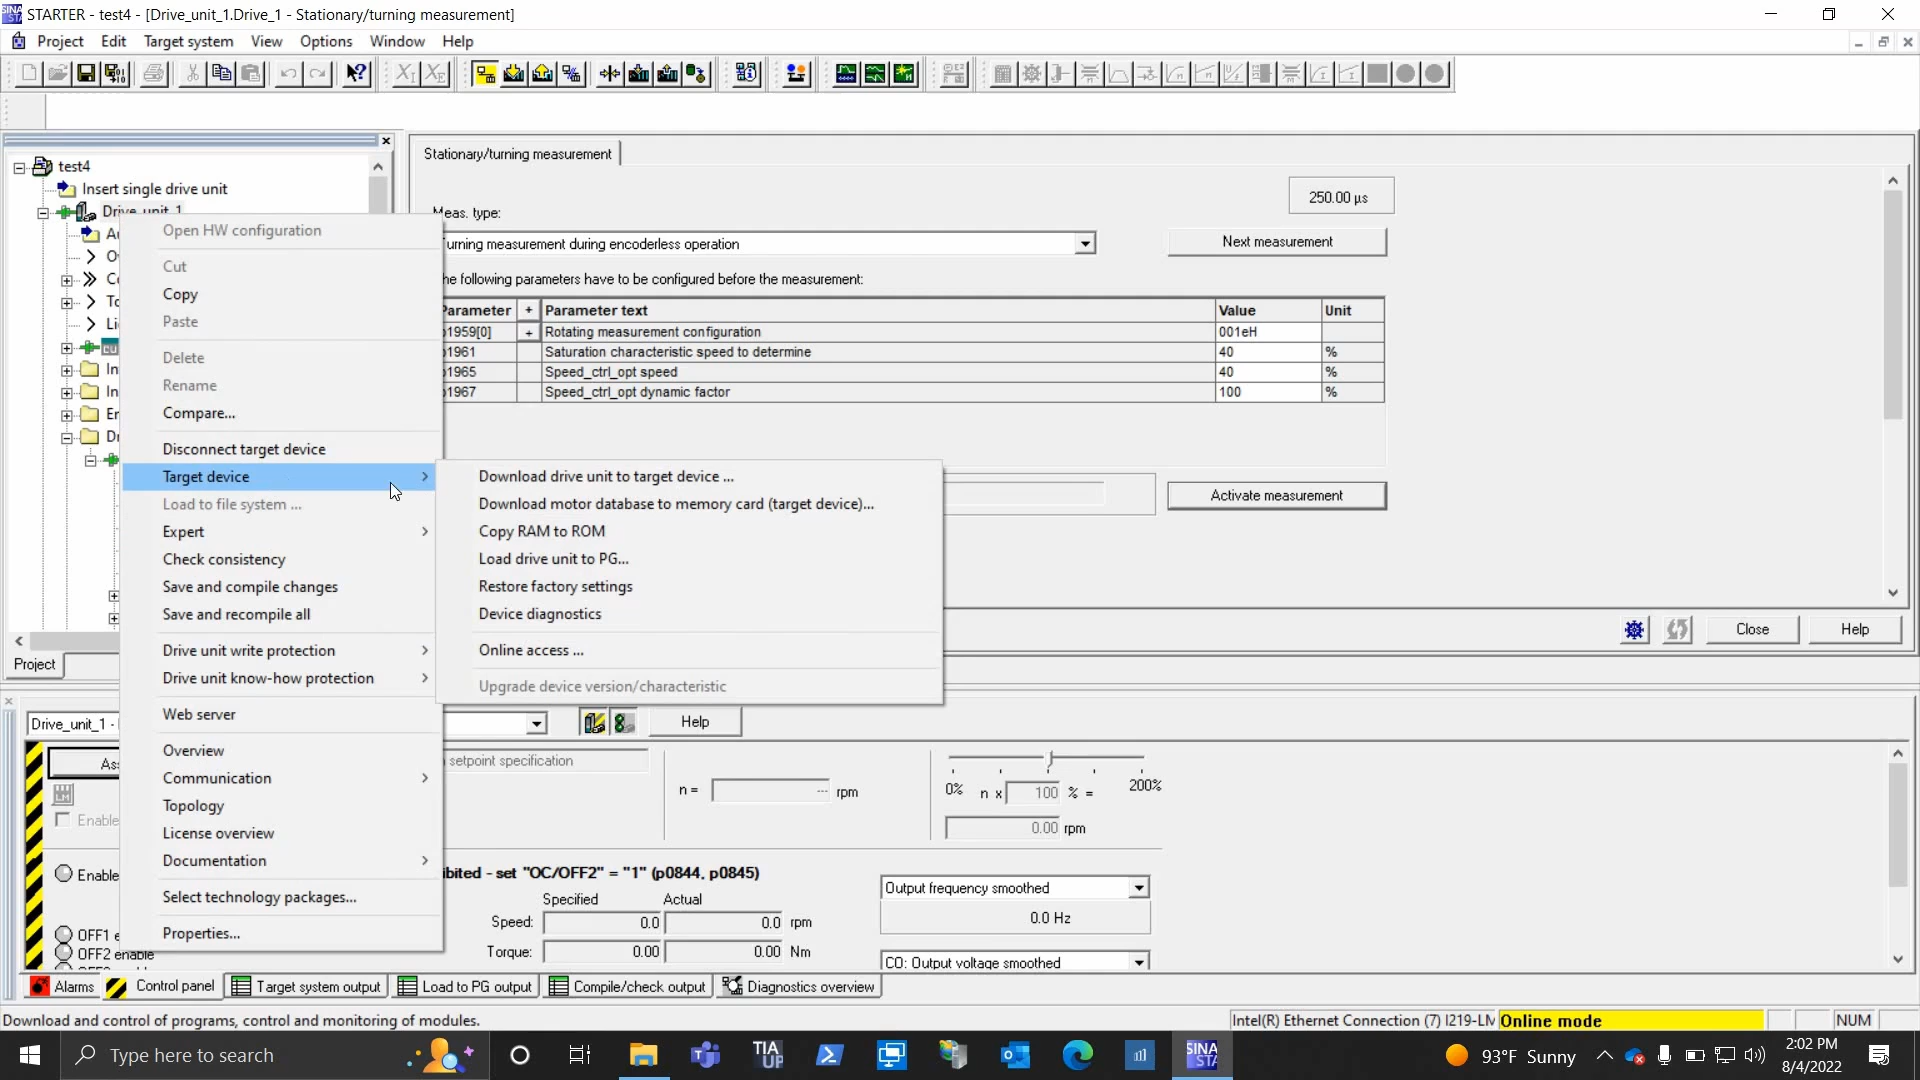 STARTER - test4 - [Drive_unit_1.Drive_1 - Stationary/turning measurement]
Project Edit Target system View Options Window Help
Stationary/turning measurement
test4
Insert single drive unit
Drive_unit_1
250.00 µs
Meas. type:
Turning measurement during encoderless operation
Next measurement
The following parameters have to be configured before the measurement:
Parameter + Parameter text Value Unit
p1959[0] + Rotating measurement configuration 001eH
p1961 Saturation characteristic speed to determine 40 %
p1965 Speed_ctrl_opt speed 40 %
p1967 Speed_ctrl_opt dynamic factor 100 %
Activate measurement
Close Help
Open HW configuration
Cut
Copy
Paste
Delete
Rename
Compare...
Disconnect target device
Target device
Load to file system ...
Expert
Check consistency
Save and compile changes
Save and recompile all
Drive unit write protection
Drive unit know-how protection
Web server
Overview
Communication
Topology
License overview
Documentation
Select technology packages...
Properties...
Download drive unit to target device ...
Download motor database to memory card (target device)...
Copy RAM to ROM
Load drive unit to PG...
Restore factory settings
Device diagnostics
Online access ...
Upgrade device version/characteristic
Project
Drive_unit_1 -
Help
setpoint specification
n = --- rpm
0% n x 100 % = 200%
0.00 rpm
Enable
Enable
ibited - set "OC/OFF2" = "1" (p0844, p0845)
Specified Actual
Speed: 0.0 0.0 rpm
Torque: 0.00 0.00 Nm
Output frequency smoothed
0.0 Hz
CO: Output voltage smoothed
OFF1 e
OFF2 enable
Alarms Control panel Target system output Load to PG output Compile/check output Diagnostics overview
Download and control of programs, control and monitoring of modules.
Intel(R) Ethernet Connection (7) I219-LM Online mode NUM
Type here to search
93°F Sunny
2:02 PM
8/4/2022